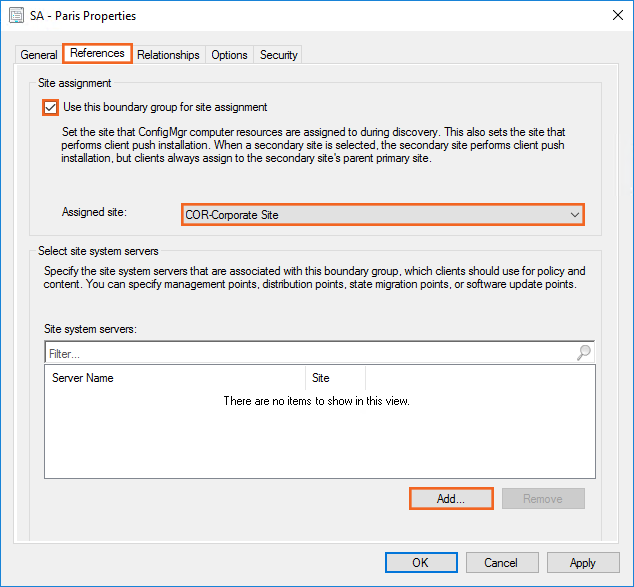 SA - Paris Properties
General References Relationships Options Security
Site assignment
Use this boundary group for site assignment
Set the site that ConfigMgr computer resources are assigned to during discovery. This also sets the site that
performs client push installation. When a secondary site is selected, the secondary site performs client push
installation, but clients always assign to the secondary site's parent primary site.
Assigned site: COR-Corporate Site
Select site system servers
Specify the site system servers that are associated with this boundary group, which clients should use for policy and
content. You can specify management points, distribution points, state migration points, or software update points.
Site system servers:
Filter...
Server Name Site
There are no items to show in this view.
Add... Remove
OK Cancel Apply